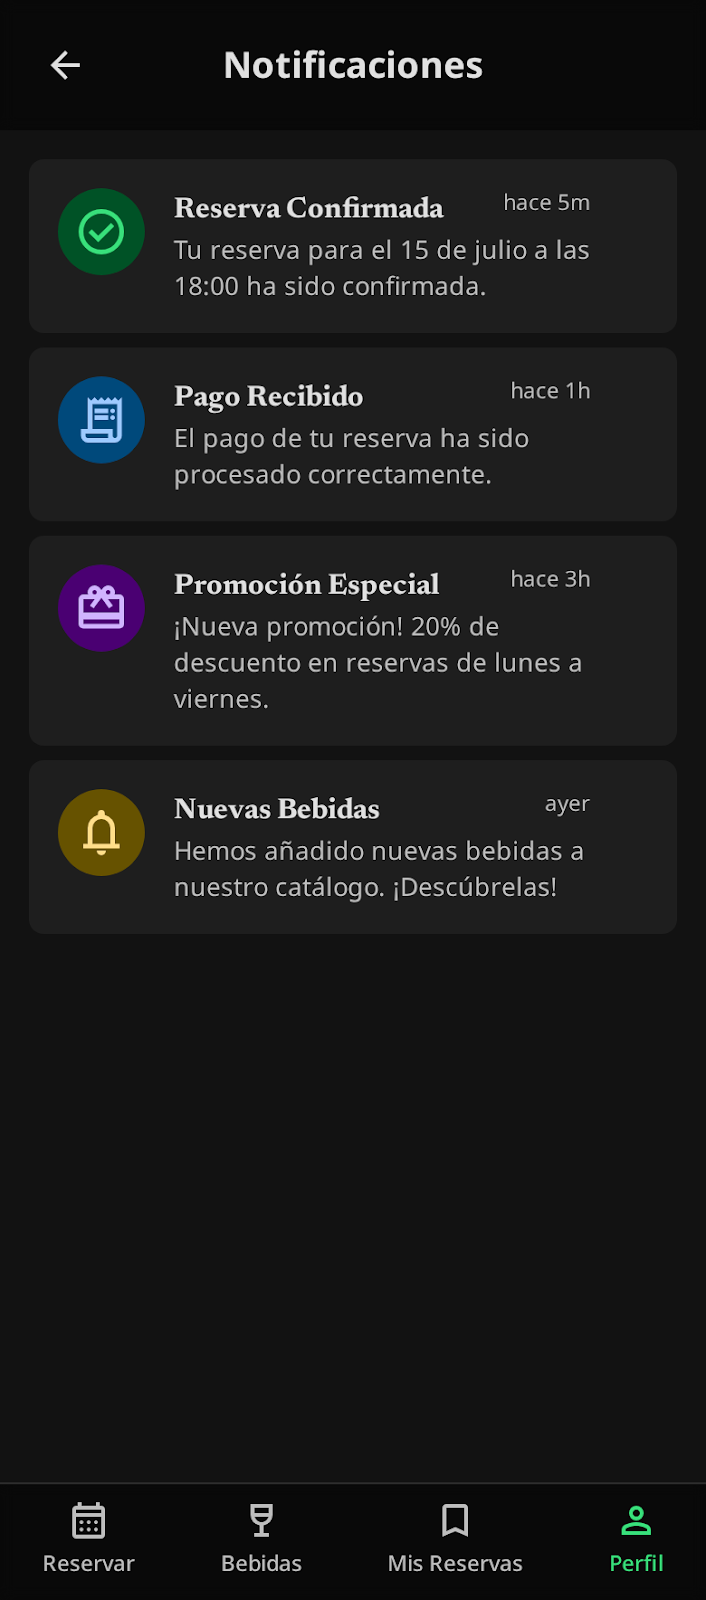 Notificaciones
Reserva Confirmada
hace 5m
Tu reserva para el 15 de julio a las
18:00 ha sido confirmada.
Pago Recibido
hace 1h
El pago de tu reserva ha sido
procesado correctamente.
Promoción Especial
hace 3h
¡Nueva promoción! 20% de
descuento en reservas de lunes a
viernes.
Nuevas Bebidas
ayer
Hemos añadido nuevas bebidas a
nuestro catálogo. ¡Descúbrelas!
Reservar
Bebidas
Mis Reservas
Perfil